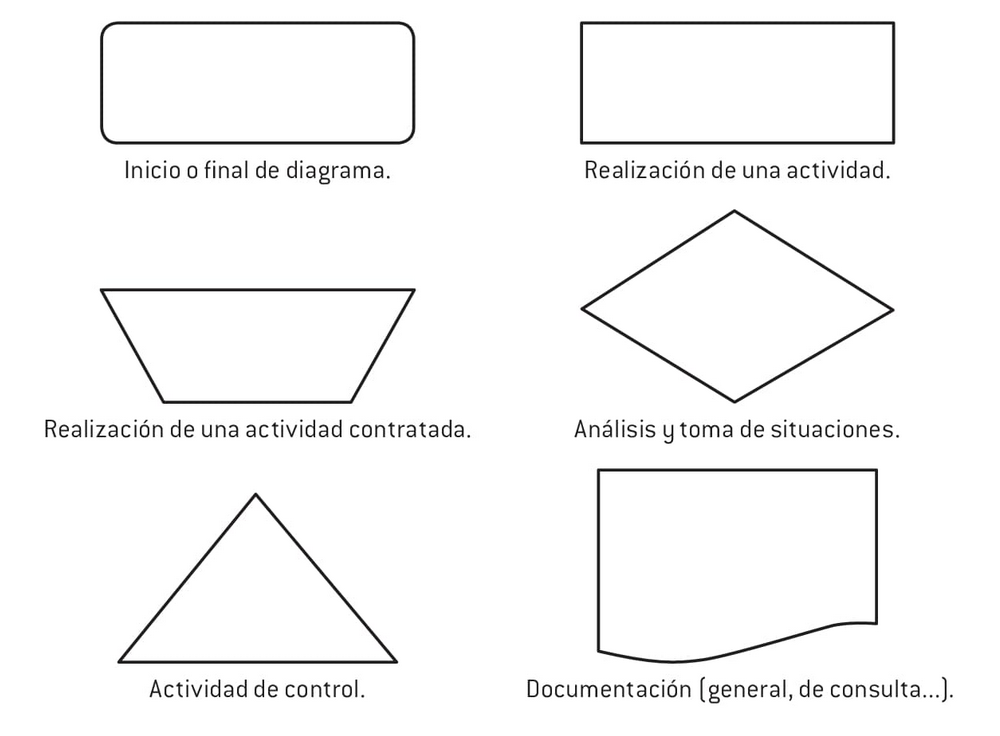 Inicio o final de diagrama.
Realización de una actividad.
Realización de una actividad contratada.
Análisis y toma de situaciones.
Actividad de control.
Documentación (general, de consulta...).